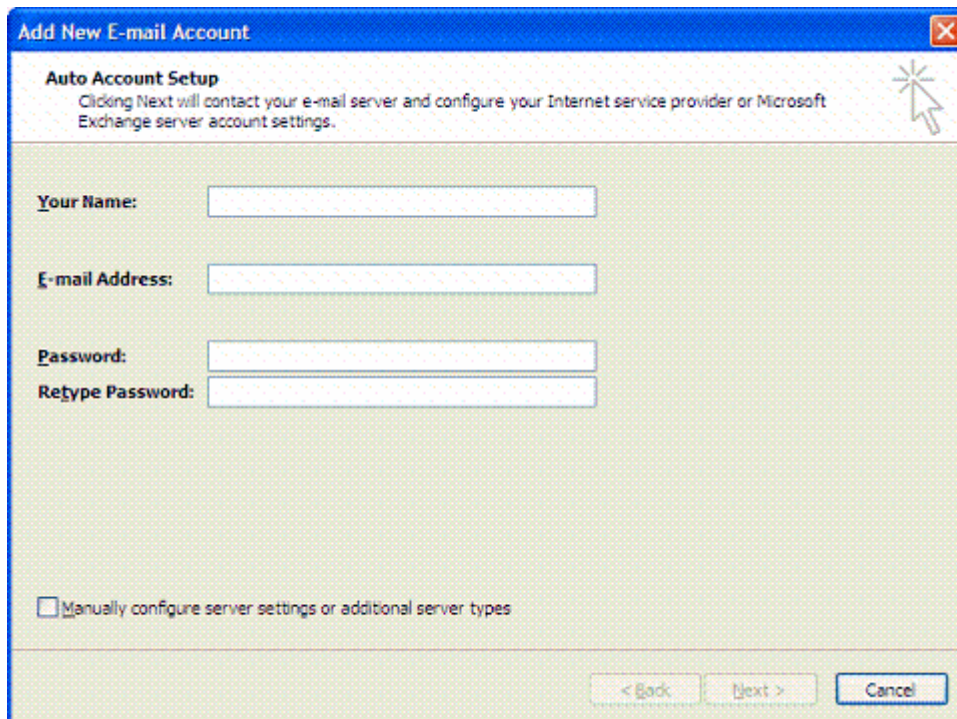 Add New E-mail Account
Auto Account Setup
Clicking Next will contact your e-mail server and configure your Internet service provider or Microsoft
Exchange server account settings.
Your Name:
E-mail Address:
Password:
Retype Password:
Manually configure server settings or additional server types
< Back Next > Cancel